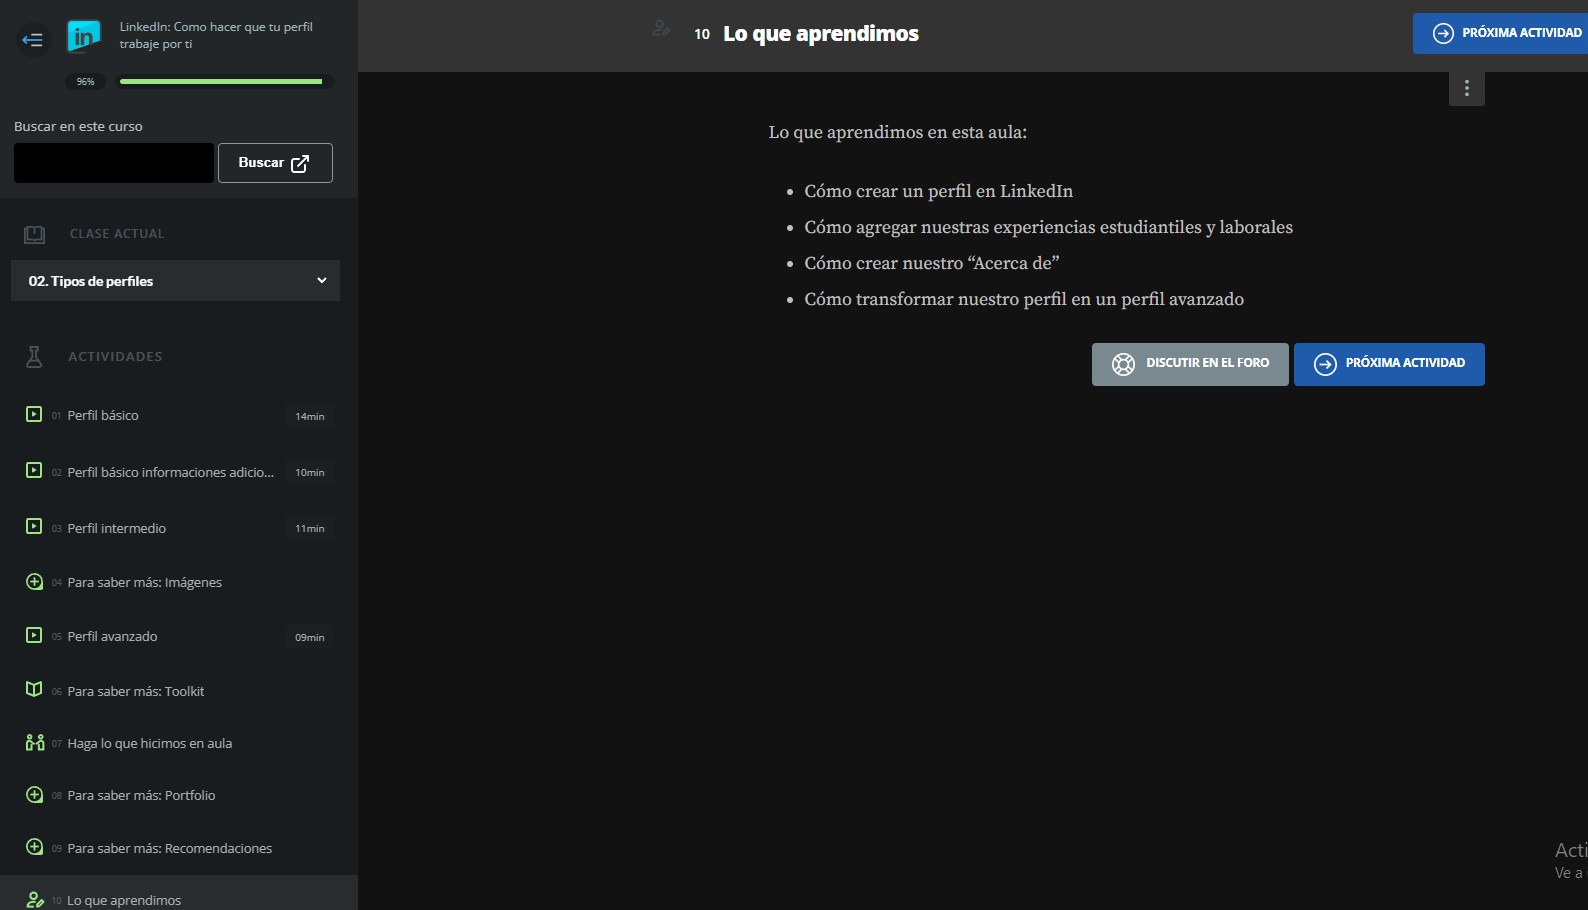 in
LinkedIn: Como hacer que tu perfil
trabaje por ti
96%
Buscar en este curso
Buscar
CLASE ACTUAL
02. Tipos de perfiles
ACTIVIDADES
01 Perfil básico 14min
02 Perfil básico informaciones adicio... 10min
03 Perfil intermedio 11min
04 Para saber más: Imágenes
05 Perfil avanzado 09min
06 Para saber más: Toolkit
07 Haga lo que hicimos en aula
08 Para saber más: Portfolio
09 Para saber más: Recomendaciones
10 Lo que aprendimos
10 Lo que aprendimos
PRÓXIMA ACTIVIDAD
Lo que aprendimos en esta aula:
• Cómo crear un perfil en LinkedIn
• Cómo agregar nuestras experiencias estudiantiles y laborales
• Cómo crear nuestro “Acerca de”
• Cómo transformar nuestro perfil en un perfil avanzado
DISCUTIR EN EL FORO
PRÓXIMA ACTIVIDAD
Acti
Ve a